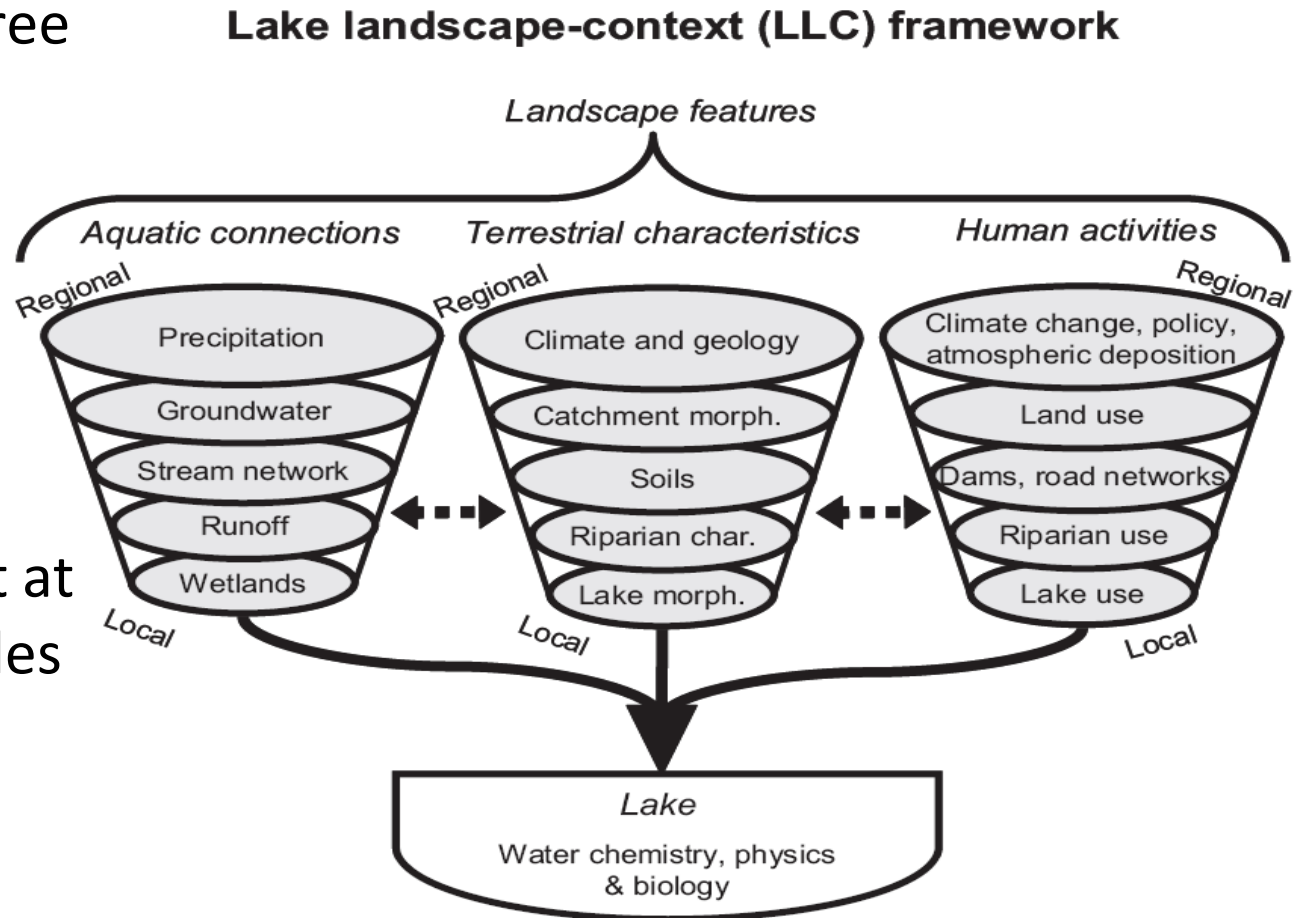 ree
Lake landscape-context (LLC) framework
Landscape features
Aquatic connections
Terrestrial characteristics
Human activities
Regional
Regional
Regional
Precipitation
Groundwater
Stream network
Runoff
Wetlands
Local
Climate and geology
Catchment morph.
Soils
Riparian char.
Lake morph.
Local
Climate change, policy,
atmospheric deposition
Land use
Dams, road networks
Riparian use
Lake use
Local
t at
les
Lake
Water chemistry, physics
& biology